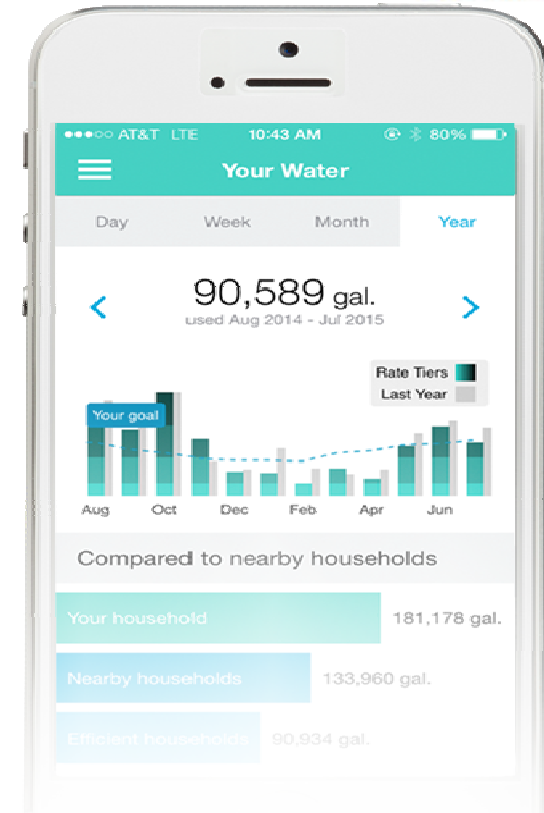 ●●●○○ AT&T LTE 10:43 AM 80%
Your Water
Day Week Month Year
90,589 gal.
used Aug 2014 - Jul 2015
Rate Tiers
Last Year
Your goal
Aug Oct Dec Feb Apr Jun
Compared to nearby households
Your household 181,178 gal.
Nearby households 133,960 gal.
Efficient households 90,934 gal.